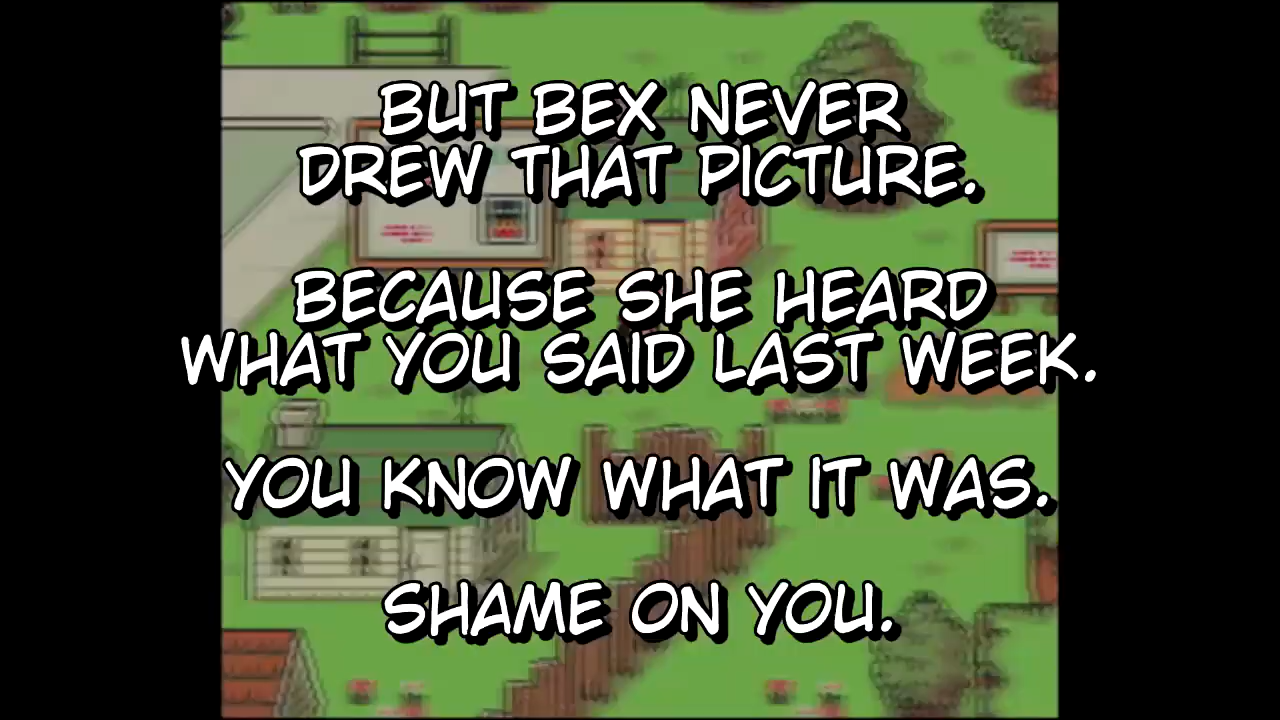 BUT BEX NEVER
DREW THAT PICTURE.
BECAUSE SHE HEARD
WHAT YOU SAID LAST WEEK.
YOU KNOW WHAT IT WAS.
SHAME ON YOU.